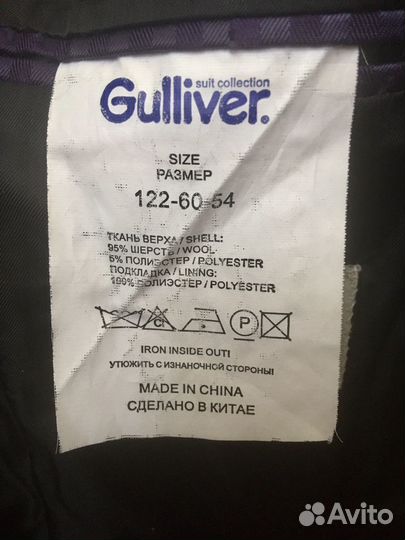 suit collection
Gulliver.
SIZE
РАЗМЕР
122-60-54
ТКАНЬ ВЕРХА / SHELL:
95% ШЕРСТЬ / WOOL
5% ПОЛИЭСТЕР / POLYESTER
ПОДКЛАДКА / LINING:
100% ПОЛИЭСТЕР / POLYESTER
Cl
P
IRON INSIDE OUT!
УТЮЖИТЬ С ИЗНАНОЧНОЙ СТОРОНЫ!
MADE IN CHINA
СДЕЛАНО В КИТАЕ
Avito